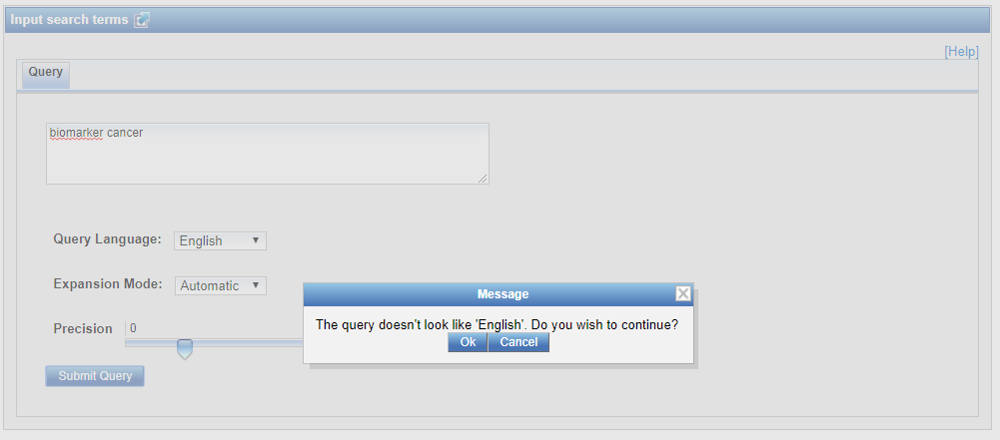 Input search terms
[Help]
Query
biomarker cancer
Query Language: English
Expansion Mode: Automatic
Message
The query doesn't look like 'English'. Do you wish to continue?
Ok Cancel
Precision 0
Submit Query